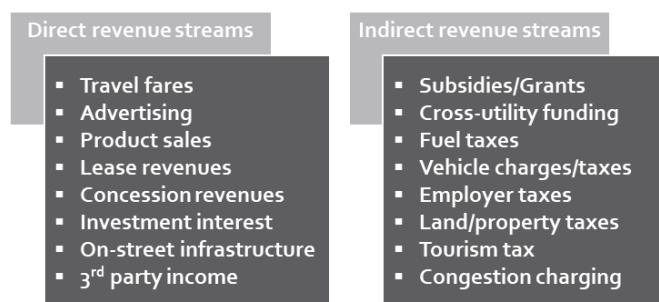 Direct revenue streams
▪ Travel fares
▪ Advertising
▪ Product sales
▪ Lease revenues
▪ Concession revenues
▪ Investment interest
▪ On-street infrastructure
▪ 3rd party income
Indirect revenue streams
▪ Subsidies/Grants
▪ Cross-utility funding
▪ Fuel taxes
▪ Vehicle charges/taxes
▪ Employer taxes
▪ Land/property taxes
▪ Tourism tax
▪ Congestion charging